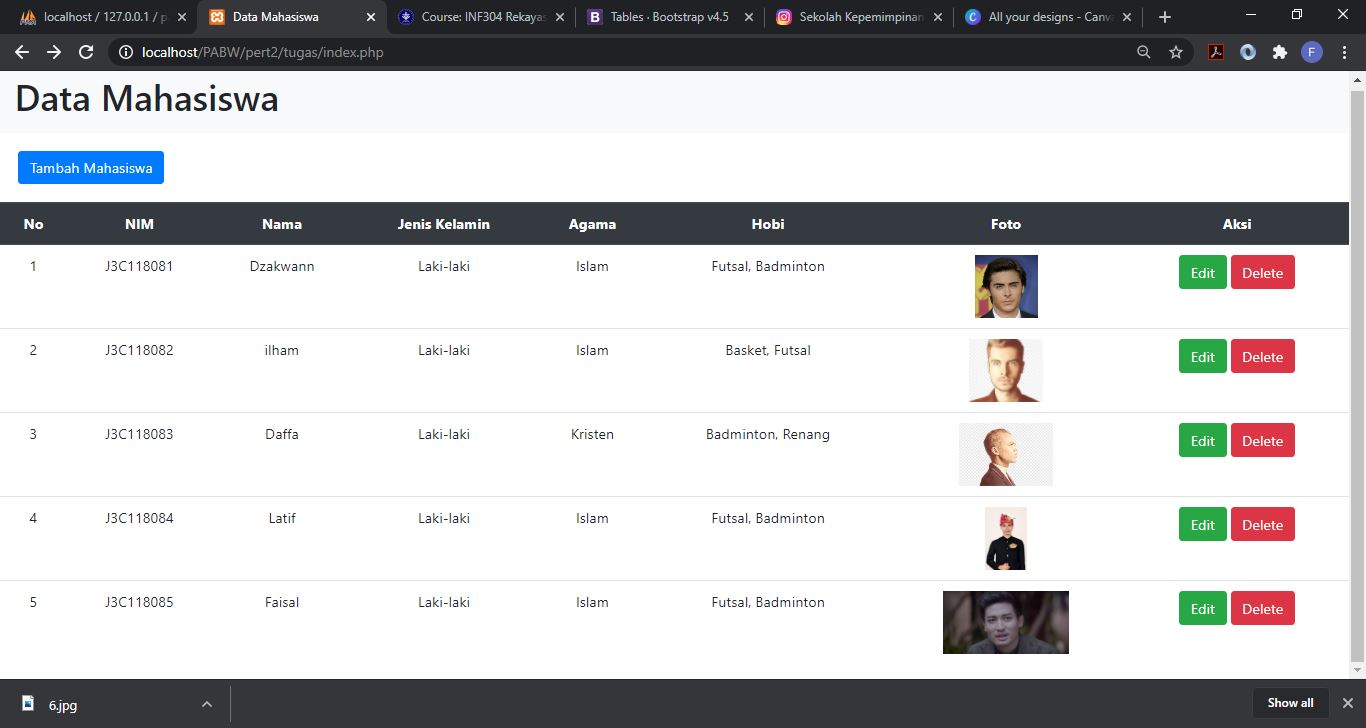 localhost / 127.0.0.1 / p
Data Mahasiswa
Course: INF304 Rekayas
Tables · Bootstrap v4.5
Sekolah Kepemimpinan
All your designs - Canv
localhost/PABW/pert2/tugas/index.php
F
Data Mahasiswa
Tambah Mahasiswa
No NIM Nama Jenis Kelamin Agama Hobi Foto Aksi
1 J3C118081 Dzakwann Laki-laki Islam Futsal, Badminton Edit Delete
2 J3C118082 ilham Laki-laki Islam Basket, Futsal Edit Delete
3 J3C118083 Daffa Laki-laki Kristen Badminton, Renang Edit Delete
4 J3C118084 Latif Laki-laki Islam Futsal, Badminton Edit Delete
5 J3C118085 Faisal Laki-laki Islam Futsal, Badminton Edit Delete
6.jpg
Show all